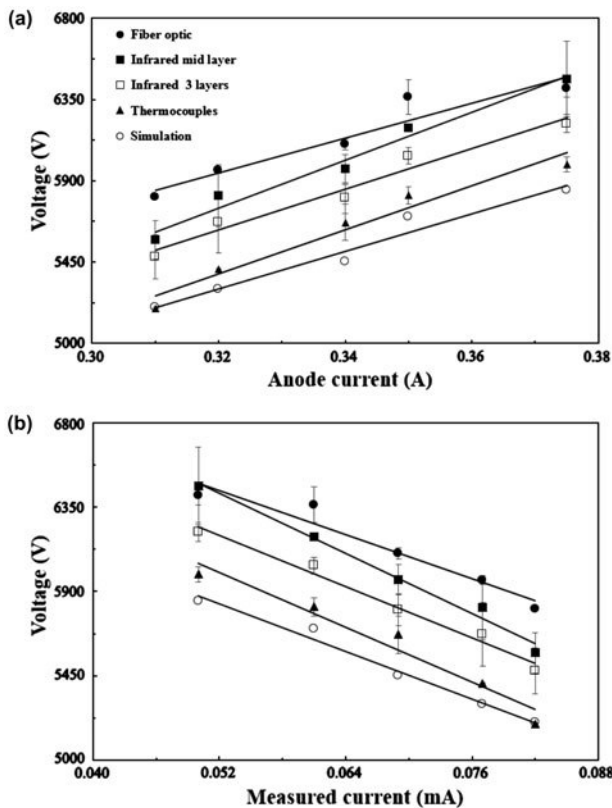 (a)
6800
6350
5900
5450
5000
Voltage (V)
Fiber optic
Infrared mid layer
Infrared 3 layers
Thermocouples
Simulation
0.30 0.32 0.34 0.36 0.38
Anode current (A)
(b)
6800
6350
5900
5450
5000
Voltage (V)
0.040 0.052 0.064 0.076 0.088
Measured current (mA)